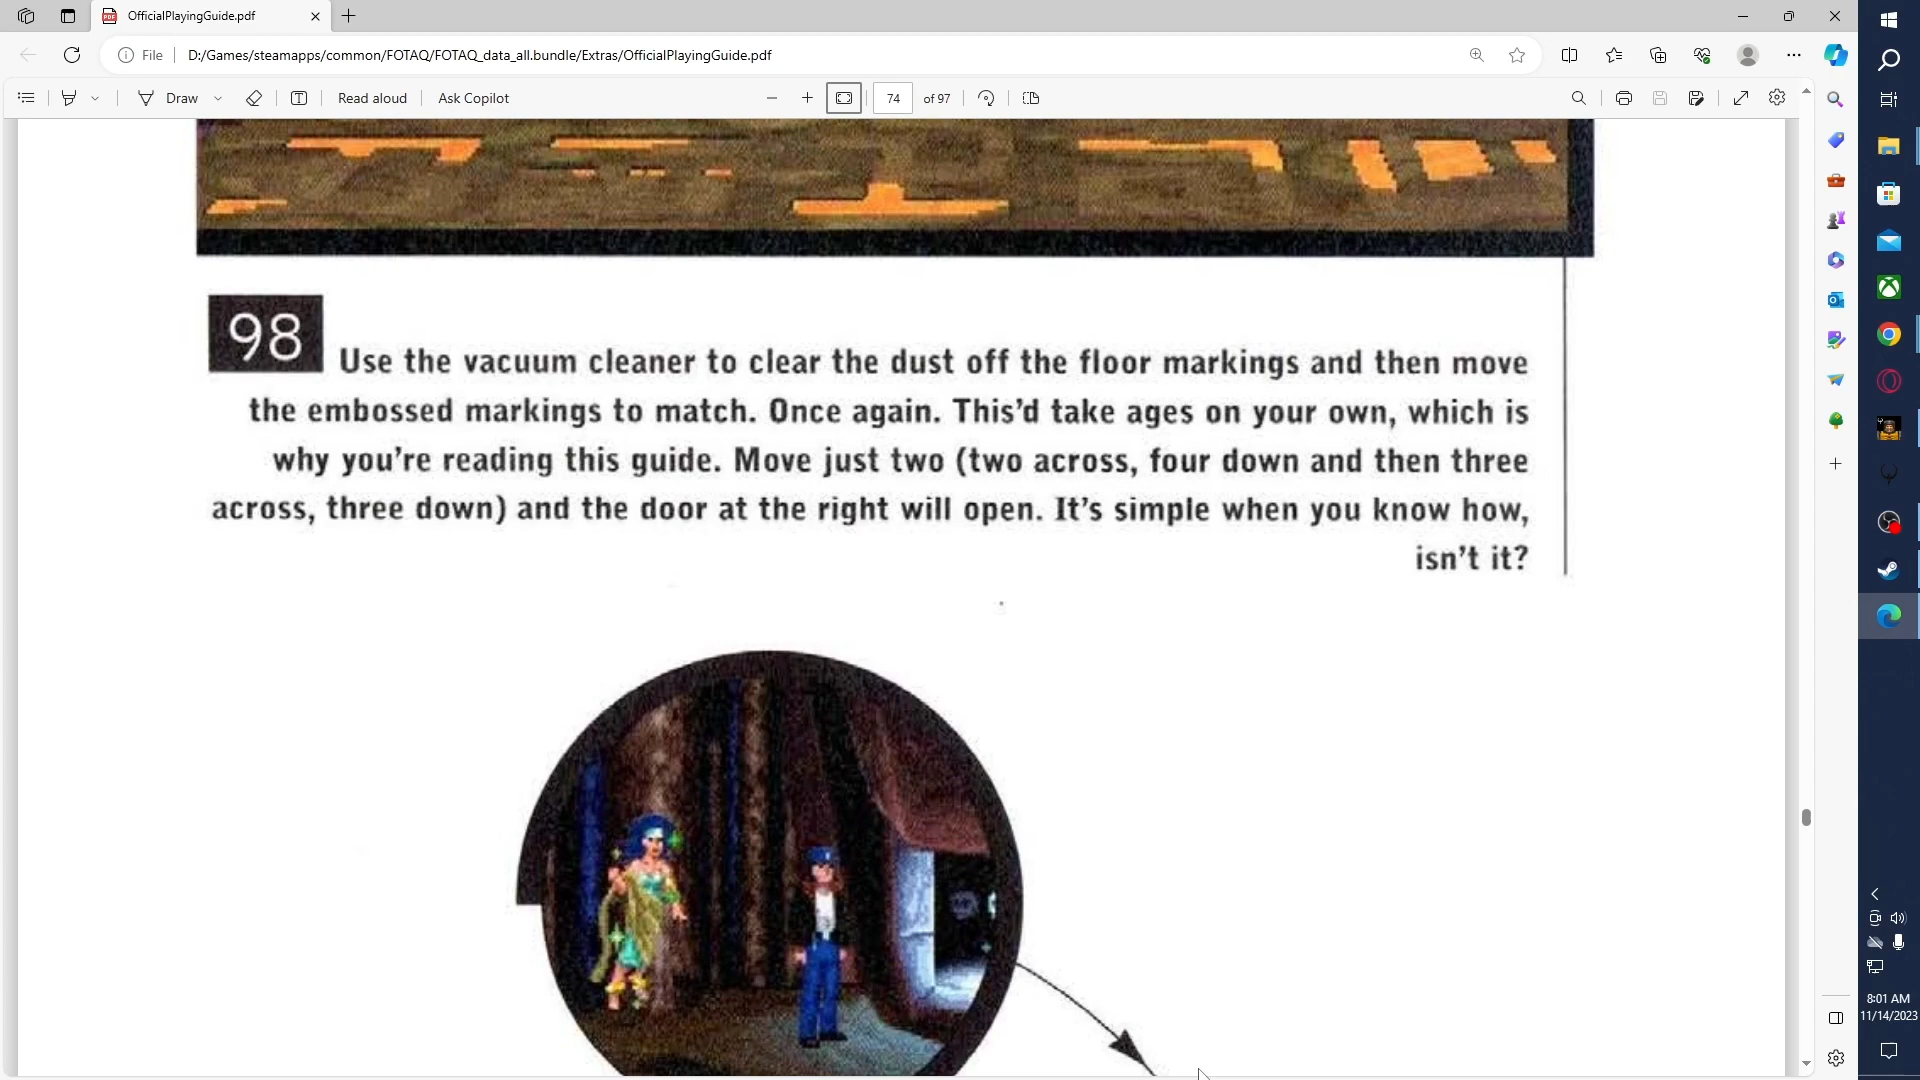 OfficialPlayingGuide.pdf
File
D:/Games/steamapps/common/FOTAQ/FOTAQ_data_all.bundle/Extras/OfficialPlayingGuide.pdf
Draw
Read aloud
Ask Copilot
74 of 97
98
Use the vacuum cleaner to clear the dust off the floor markings and then move
the embossed markings to match. Once again. This'd take ages on your own, which is
why you're reading this guide. Move just two (two across, four down and then three
across, three down) and the door at the right will open. It's simple when you know how,
isn't it?
8:01 AM
11/14/2023